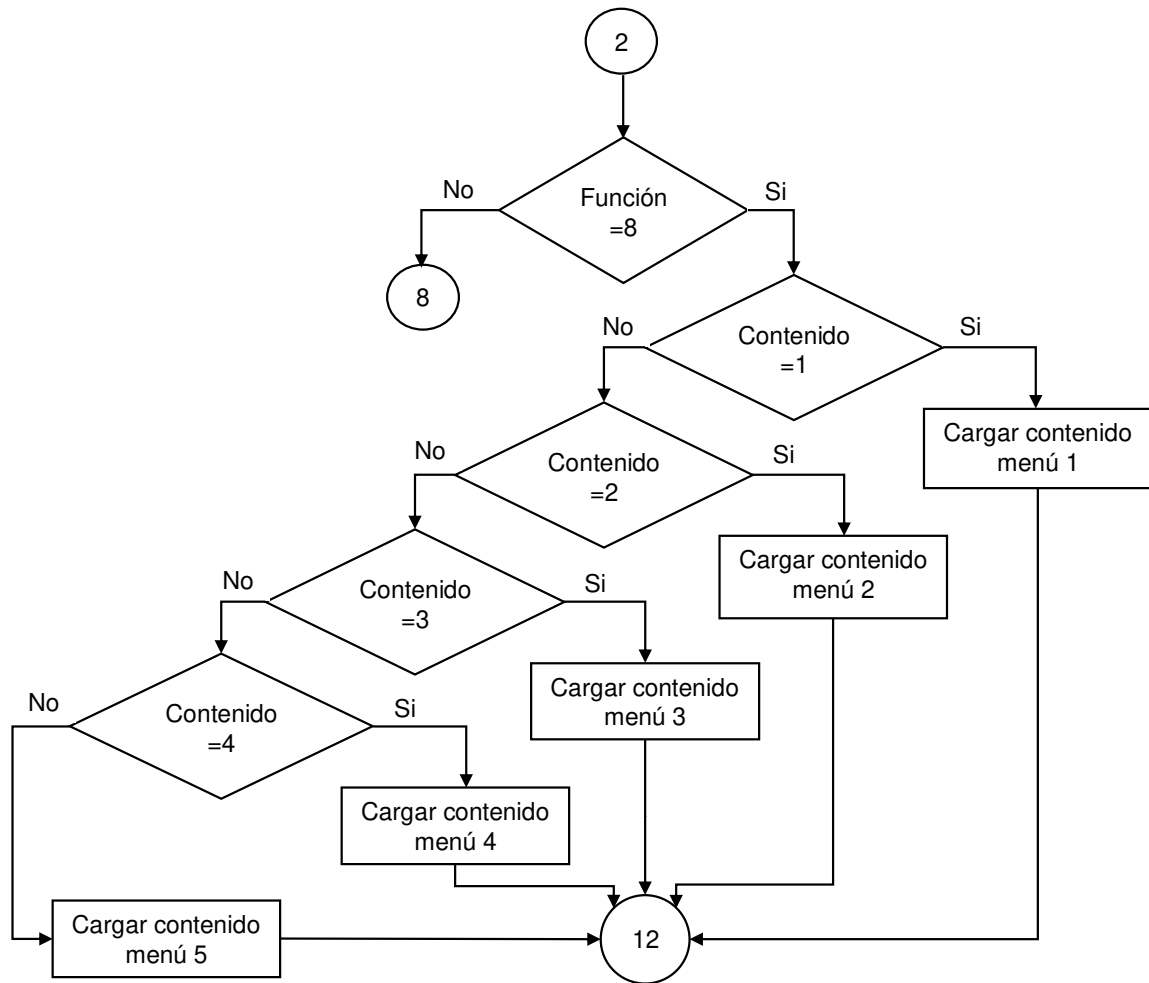 2
No
Función
=8
Si
8
No
Contenido
=1
Si
Cargar contenido
menú 1
No
Contenido
=2
Si
Cargar contenido
menú 2
No
Contenido
=3
Si
Cargar contenido
menú 3
No
Contenido
=4
Si
Cargar contenido
menú 4
Cargar contenido
menú 5
12